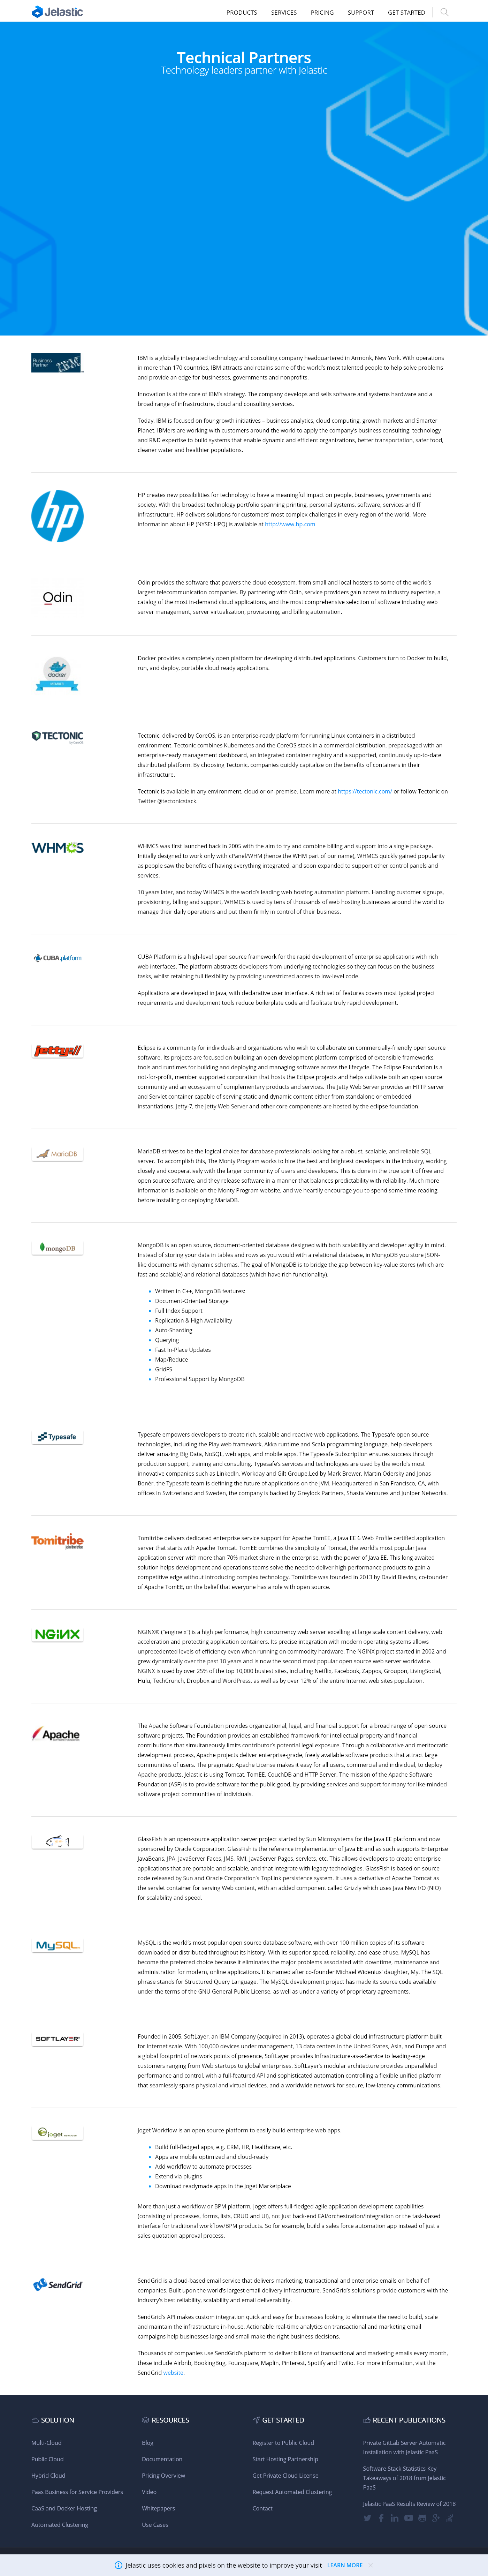 Jelastic
PRODUCTS SERVICES PRICING SUPPORT GET STARTED
Technical Partners
Technology leaders partner with Jelastic
Business Partner IBM
IBM is a globally integrated technology and consulting company headquartered in Armonk, New York. With operations
in more than 170 countries, IBM attracts and retains some of the world's most talented people to help solve problems
and provide an edge for businesses, governments and nonprofits.
Innovation is at the core of IBM's strategy. The company develops and sells software and systems hardware and a
broad range of infrastructure, cloud and consulting services.
Today, IBM is focused on four growth initiatives – business analytics, cloud computing, growth markets and Smarter
Planet. IBMers are working with customers around the world to apply the company's business consulting, technology
and R&D expertise to build systems that enable dynamic and efficient organizations, better transportation, safer food,
cleaner water and healthier populations.
hp
HP creates new possibilities for technology to have a meaningful impact on people, businesses, governments and
society. With the broadest technology portfolio spanning printing, personal systems, software, services and IT
infrastructure, HP delivers solutions for customers' most complex challenges in every region of the world. More
information about HP (NYSE: HPQ) is available at http://www.hp.com
Odin
Odin provides the software that powers the cloud ecosystem, from small and local hosters to some of the world's
largest telecommunication companies. By partnering with Odin, service providers gain access to industry expertise, a
catalog of the most in-demand cloud applications, and the most comprehensive selection of software including web
server management, server virtualization, provisioning, and billing automation.
docker
Docker provides a completely open platform for developing distributed applications. Customers turn to Docker to build,
run, and deploy, portable cloud ready applications.
TECTONIC
Tectonic, delivered by CoreOS, is an enterprise-ready platform for running Linux containers in a distributed
environment. Tectonic combines Kubernetes and the CoreOS stack in a commercial distribution, prepackaged with an
enterprise-ready management dashboard, an integrated container registry and a supported, continuously up-to-date
distributed platform. By choosing Tectonic, companies quickly capitalize on the benefits of containers in their
infrastructure.
Tectonic is available in any environment, cloud or on-premise. Learn more at https://tectonic.com/ or follow Tectonic on
Twitter @tectonicstack.
WHMCS
WHMCS was first launched back in 2005 with the aim to try and combine billing and support into a single package.
Initially designed to work only with cPanel/WHM (hence the WHM part of our name), WHMCS quickly gained popularity
as people saw the benefits of having everything integrated, and soon expanded to support other control panels and
services.
10 years later, and today WHMCS is the world's leading web hosting automation platform. Handling customer signups,
provisioning, billing and support, WHMCS is used by tens of thousands of web hosting businesses around the world to
manage their daily operations and put them firmly in control of their business.
CUBA.platform
CUBA Platform is a high-level open source framework for the rapid development of enterprise applications with rich
web interfaces. The platform abstracts developers from underlying technologies so they can focus on the business
tasks, whilst retaining full flexibility by providing unrestricted access to low-level code.
Applications are developed in Java, with declarative user interface. A rich set of features covers most typical project
requirements and development tools reduce boilerplate code and facilitate truly rapid development.
jetty://
Eclipse is a community for individuals and organizations who wish to collaborate on commercially-friendly open source
software. Its projects are focused on building an open development platform comprised of extensible frameworks,
tools and runtimes for building and deploying and managing software across the lifecycle. The Eclipse Foundation is a
not-for-profit, member supported corporation that hosts the Eclipse projects and helps cultivate both an open source
community and an ecosystem of complementary products and services. The Jetty Web Server provides an HTTP server
and Servlet container capable of serving static and dynamic content either from standalone or embedded
instantiations. Jetty-7, the Jetty Web Server and other core components are hosted by the eclipse foundation.
MariaDB
MariaDB strives to be the logical choice for database professionals looking for a robust, scalable, and reliable SQL
server. To accomplish this, The Monty Program works to hire the best and brightest developers in the industry, working
closely and cooperatively with the larger community of users and developers. This is done in the true spirit of free and
open source software, and they release software in a manner that balances predictability with reliability. Much more
information is available on the Monty Program website, and we heartily encourage you to spend some time reading,
before installing or deploying MariaDB.
mongoDB
MongoDB is an open source, document-oriented database designed with both scalability and developer agility in mind.
Instead of storing your data in tables and rows as you would with a relational database, in MongoDB you store JSON-
like documents with dynamic schemas. The goal of MongoDB is to bridge the gap between key-value stores (which are
fast and scalable) and relational databases (which have rich functionality).
Written in C++, MongoDB features:
Document-Oriented Storage
Full Index Support
Replication & High Availability
Auto-Sharding
Querying
Fast In-Place Updates
Map/Reduce
GridFS
Professional Support by MongoDB
Typesafe
Typesafe empowers developers to create rich, scalable and reactive web applications. The Typesafe open source
technologies, including the Play web framework, Akka runtime and Scala programming language, help developers
deliver amazing Big Data, NoSQL, web apps, and mobile apps. The Typesafe Subscription ensures success through
production support, training and consulting. Typesafe's services and technologies are used by the world's most
innovative companies such as LinkedIn, Workday and Gilt Groupe.Led by Mark Brewer, Martin Odersky and Jonas
Bonér, the Typesafe team is defining the future of applications on the JVM. Headquartered in San Francisco, CA, with
offices in Switzerland and Sweden, the company is backed by Greylock Partners, Shasta Ventures and Juniper Networks.
Tomitribe
Tomitribe delivers dedicated enterprise service support for Apache TomEE, a Java EE 6 Web Profile certified application
server that starts with Apache Tomcat. TomEE combines the simplicity of Tomcat, the world's most popular Java
application server with more than 70% market share in the enterprise, with the power of Java EE. This long awaited
solution helps development and operations teams solve the need to deliver high performance products to gain a
competitive edge without introducing complex technology. Tomitribe was founded in 2013 by David Blevins, co-founder
of Apache TomEE, on the belief that everyone has a role with open source.
NGINX
NGINX® ("engine x") is a high performance, high concurrency web server excelling at large scale content delivery, web
acceleration and protecting application containers. Its precise integration with modern operating systems allows
unprecedented levels of efficiency even when running on commodity hardware. The NGINX project started in 2002 and
grew dynamically over the past 10 years and is now the second most popular open source web server worldwide.
NGINX is used by over 25% of the top 10,000 busiest sites, including Netflix, Facebook, Zappos, Groupon, LivingSocial,
Hulu, TechCrunch, Dropbox and WordPress, as well as by over 12% of the entire Internet web sites population.
Apache
The Apache Software Foundation provides organizational, legal, and financial support for a broad range of open source
software projects. The Foundation provides an established framework for intellectual property and financial
contributions that simultaneously limits contributor's potential legal exposure. Through a collaborative and meritocratic
development process, Apache projects deliver enterprise-grade, freely available software products that attract large
communities of users. The pragmatic Apache License makes it easy for all users, commercial and individual, to deploy
Apache products. Jelastic is using Tomcat, TomEE, CouchDB and HTTP Server. The mission of the Apache Software
Foundation (ASF) is to provide software for the public good, by providing services and support for many for like-minded
software project communities of individuals.
GlassFish is an open-source application server project started by Sun Microsystems for the Java EE platform and now
sponsored by Oracle Corporation. GlassFish is the reference implementation of Java EE and as such supports Enterprise
JavaBeans, JPA, JavaServer Faces, JMS, RMI, JavaServer Pages, servlets, etc. This allows developers to create enterprise
applications that are portable and scalable, and that integrate with legacy technologies. GlassFish is based on source
code released by Sun and Oracle Corporation's TopLink persistence system. It uses a derivative of Apache Tomcat as
the servlet container for serving Web content, with an added component called Grizzly which uses Java New I/O (NIO)
for scalability and speed.
MySQL
MySQL is the world's most popular open source database software, with over 100 million copies of its software
downloaded or distributed throughout its history. With its superior speed, reliability, and ease of use, MySQL has
become the preferred choice because it eliminates the major problems associated with downtime, maintenance and
administration for modern, online applications. It is named after co-founder Michael Widenius' daughter, My. The SQL
phrase stands for Structured Query Language. The MySQL development project has made its source code available
under the terms of the GNU General Public License, as well as under a variety of proprietary agreements.
SOFTLAYER
Founded in 2005, SoftLayer, an IBM Company (acquired in 2013), operates a global cloud infrastructure platform built
for Internet scale. With 100,000 devices under management, 13 data centers in the United States, Asia, and Europe and
a global footprint of network points of presence, SoftLayer provides Infrastructure-as-a-Service to leading-edge
customers ranging from Web startups to global enterprises. SoftLayer's modular architecture provides unparalleled
performance and control, with a full-featured API and sophisticated automation controlling a flexible unified platform
that seamlessly spans physical and virtual devices, and a worldwide network for secure, low-latency communications.
joget
Joget Workflow is an open source platform to easily build enterprise web apps.
Build full-fledged apps, e.g. CRM, HR, Healthcare, etc.
Apps are mobile optimized and cloud-ready
Add workflow to automate processes
Extend via plugins
Download readymade apps in the Joget Marketplace
More than just a workflow or BPM platform, Joget offers full-fledged agile application development capabilities
(consisting of processes, forms, lists, CRUD and UI), not just back-end EAI/orchestration/integration or the task-based
interface for traditional workflow/BPM products. So for example, build a sales force automation app instead of just a
sales quotation approval process.
SendGrid
SendGrid is a cloud-based email service that delivers marketing, transactional and enterprise emails on behalf of
companies. Built upon the world's largest email delivery infrastructure. SendGrid's solutions provide customers with the
industry's best reliability, scalability and email deliverability.
SendGrid's API makes custom integration quick and easy for businesses looking to eliminate the need to build, scale
and maintain the infrastructure in-house. Actionable real-time analytics on transactional and marketing email
campaigns help businesses large and small make the right business decisions.
Thousands of companies use SendGrid's platform to deliver billions of transactional and marketing emails every month,
these include Airbnb, BookingBug, Foursquare, Maplin, Pinterest, Spotify and Twilio. For more information, visit the
SendGrid website.
SOLUTION
Multi-Cloud
Public Cloud
Hybrid Cloud
Paas Business for Service Providers
CaaS and Docker Hosting
Automated Clustering
RESOURCES
Blog
Documentation
Pricing Overview
Video
Whitepapers
Use Cases
GET STARTED
Register to Public Cloud
Start Hosting Partnership
Get Private Cloud License
Request Automated Clustering
Contact
RECENT PUBLICATIONS
Private GitLab Server Automatic
Installation with Jelastic PaaS
Software Stack Statistics Key
Takeaways of 2018 from Jelastic
PaaS
Jelastic PaaS Results Review of 2018
Jelastic uses cookies and pixels on the website to improve your visit LEARN MORE